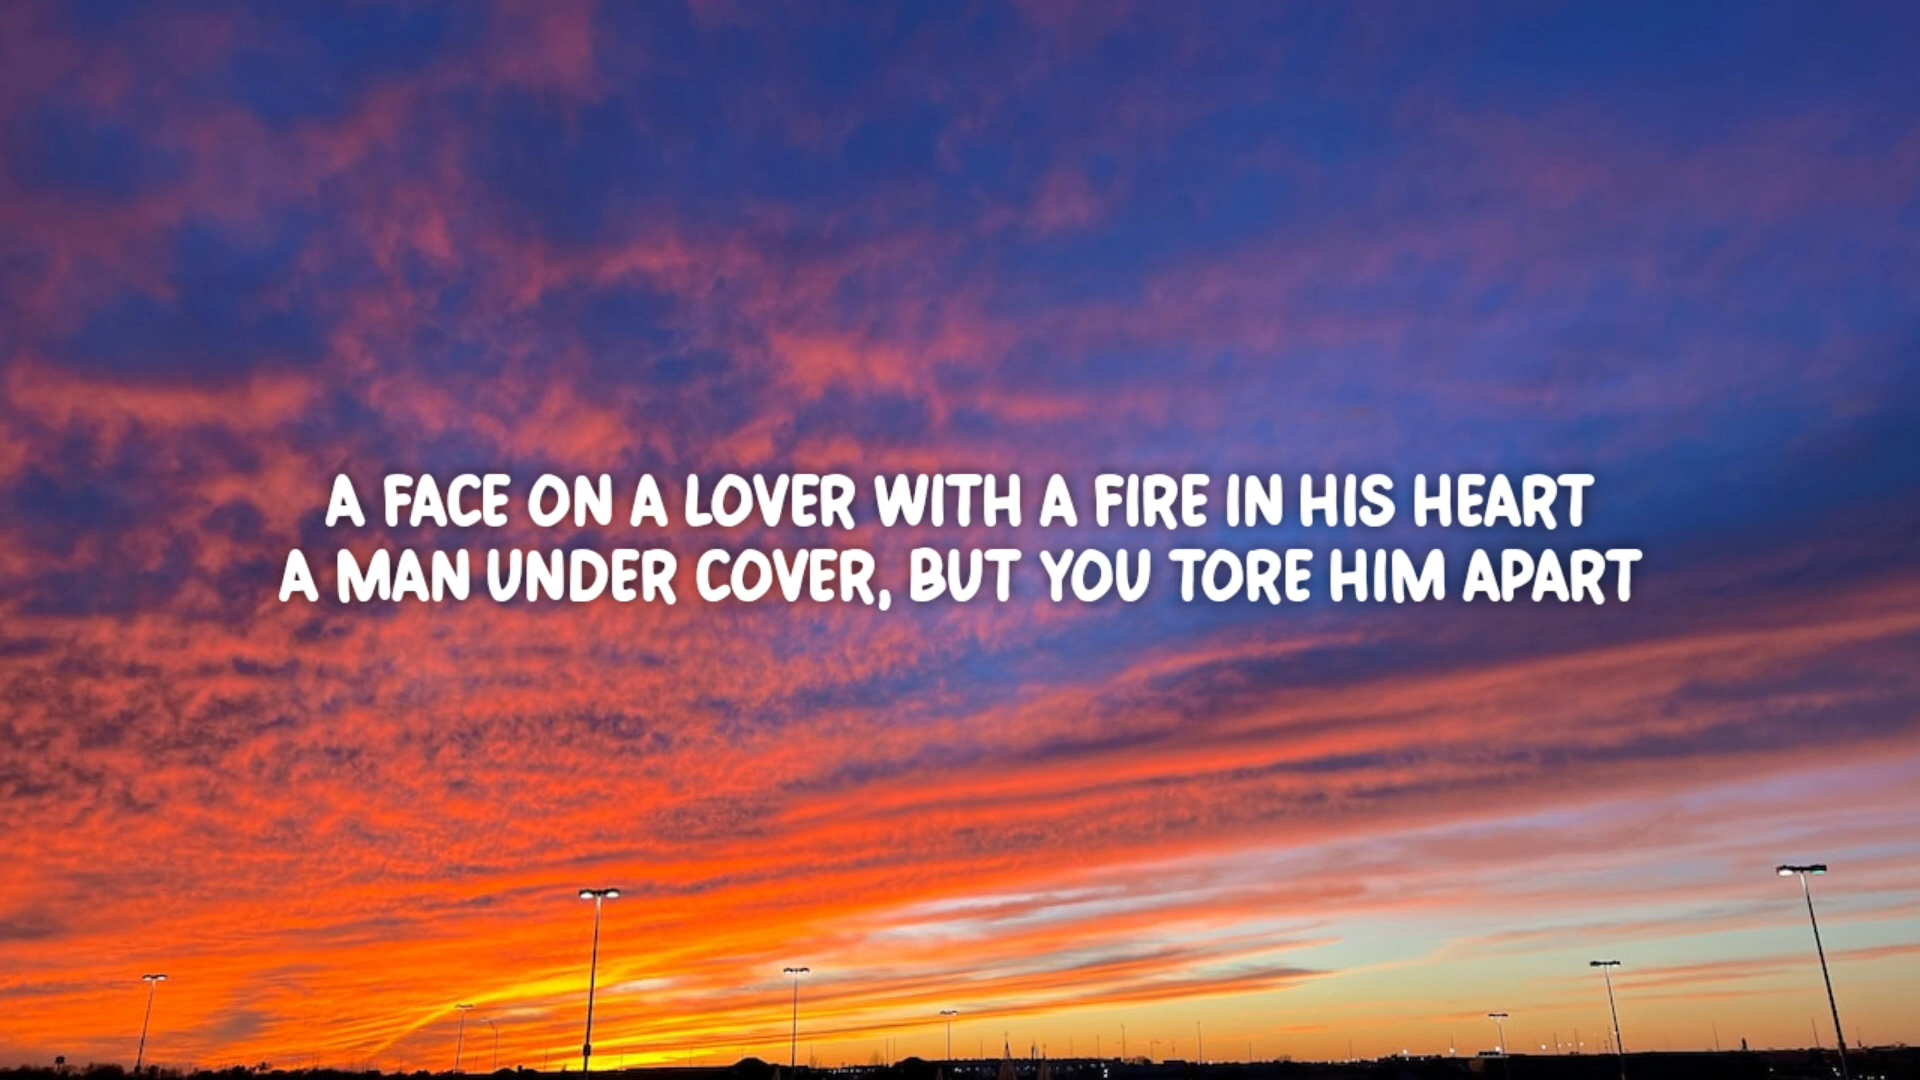 A FACE ON A LOVER WITH A FIRE IN HIS HEART
A MAN UNDER COVER, BUT YOU TORE HIM APART